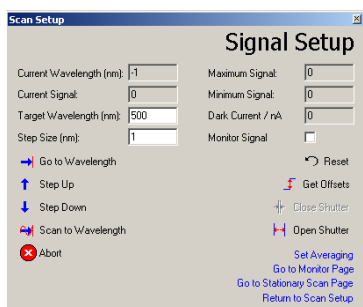 Scan Setup
Signal Setup
Current Wavelength (nm): -1 Maximum Signal: 0
Current Signal: 0 Minimum Signal: 0
Target Wavelength (nm): 500 Dark Current / nA 0
Step Size (nm): 1 Monitor Signal
Go to Wavelength Reset
Step Up Get Offsets
Step Down Close Shutter
Scan to Wavelength Open Shutter
Abort Set Averaging
Go to Monitor Page
Go to Stationary Scan Page
Return to Scan Setup